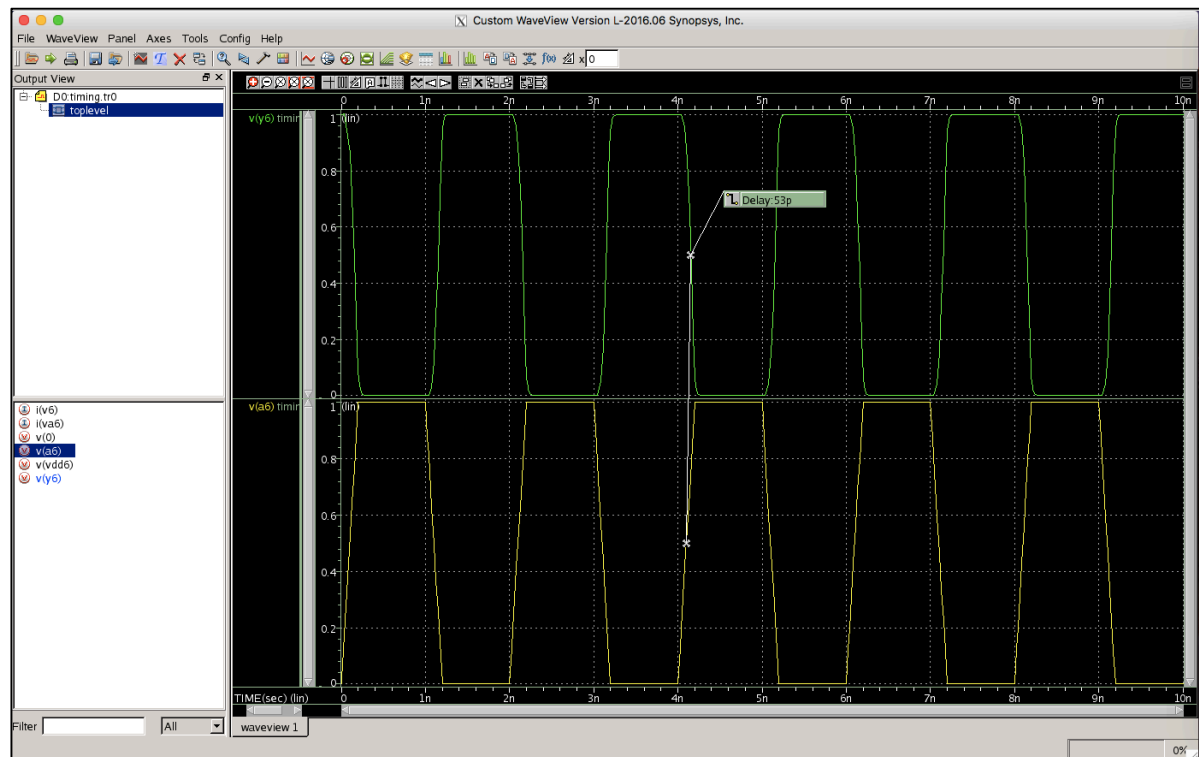 Custom WaveView Version L-2016.06 Synopsys, Inc.
File WaveView Panel Axes Tools Config Help
x 0
Output View
D0:timing.tr0
toplevel
0 1n 2n 3n 4n 5n 6n 7n 8n 9n 10n
v(y6) timin
1 (lin)
0.8
Delay:53p
0.6
0.4
0.2
0
v(a6) timin
1 (lin)
0.8
0.6
0.4
0.2
0
TIME(sec) (lin) 0 1n 2n 3n 4n 5n 6n 7n 8n 9n 10n
i(v6)
i(va6)
v(0)
v(a6)
v(vdd6)
v(y6)
Filter All
waveview 1
0%